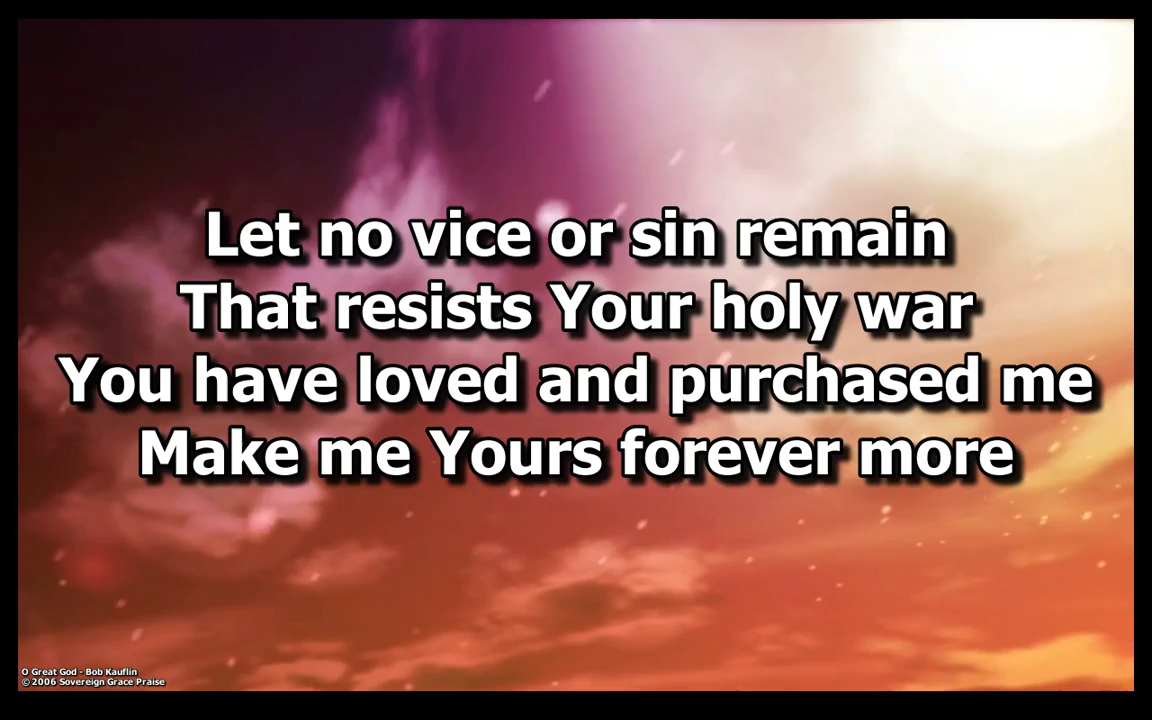 Let no vice or sin remain
That resists Your holy war
You have loved and purchased me
Make me Yours forever more
O Great God - Bob Kauflin
©2006 Sovereign Grace Praise